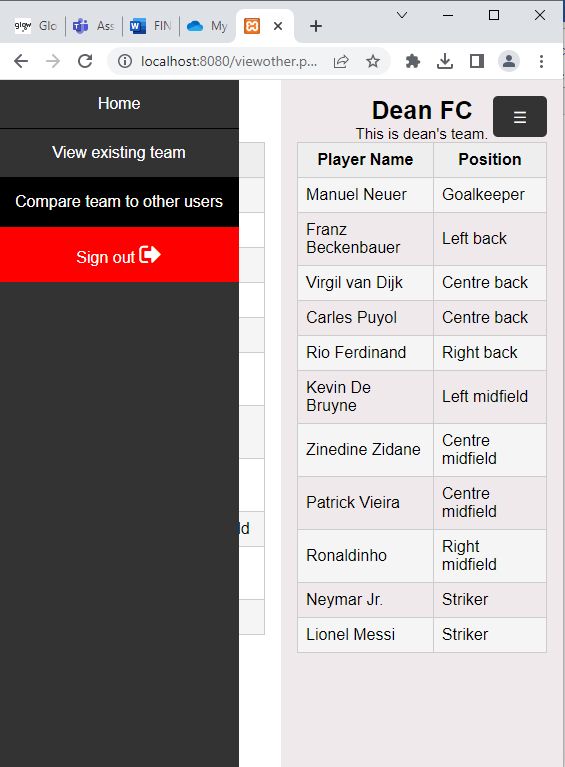 glow Glo
Ass
FIN
My
localhost:8080/viewother.p...
Home
View existing team
Compare team to other users
Sign out
ld
Dean FC
This is dean's team.
Player Name Position
Manuel Neuer Goalkeeper
Franz
Beckenbauer Left back
Virgil van Dijk Centre back
Carles Puyol Centre back
Rio Ferdinand Right back
Kevin De
Bruyne Left midfield
Zinedine Zidane Centre
midfield
Patrick Vieira Centre
midfield
Ronaldinho Right
midfield
Neymar Jr. Striker
Lionel Messi Striker